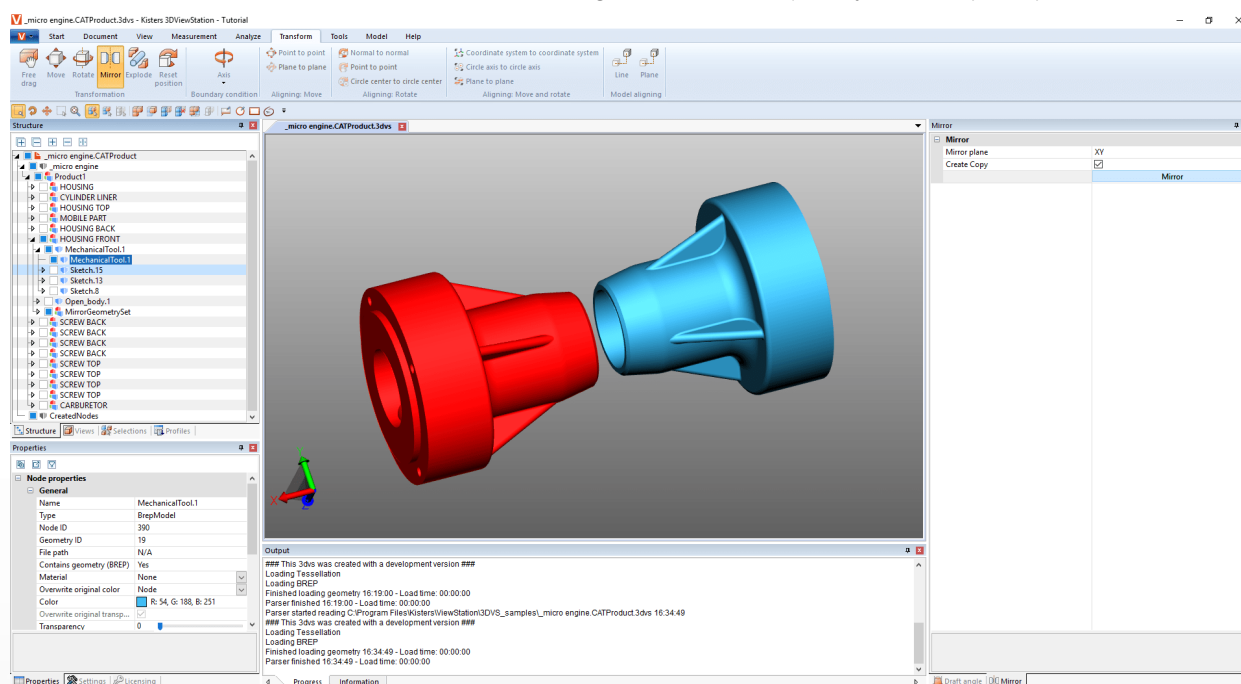 _micro engine.CATProduct.3dvs - Kisters 3DViewStation - Tutorial
Start Document View Measurement Analyze Transform Tools Model Help
Free drag
Move
Rotate
Mirror
Explode
Reset position
Transformation
Axis
Boundary condition
Point to point
Plane to plane
Aligning: Move
Normal to normal
Point to point
Circle center to circle center
Aligning: Rotate
Coordinate system to coordinate system
Circle axis to circle axis
Plane to plane
Aligning: Move and rotate
Line
Plane
Model aligning
Structure
_micro engine.CATProduct
_micro engine
Product1
HOUSING
CYLINDER LINER
HOUSING TOP
MOBILE PART
HOUSING BACK
HOUSING FRONT
MechanicalTool.1
MechanicalTool.1
Sketch.15
Sketch.13
Sketch.8
Open_body.1
MirrorGeometrySet
SCREW BACK
SCREW BACK
SCREW BACK
SCREW BACK
SCREW TOP
SCREW TOP
SCREW TOP
SCREW TOP
CARBURETOR
CreatedNodes
Structure Views Selections Profiles
Properties
Node properties
General
Name MechanicalTool.1
Type BrepModel
Node ID 390
Geometry ID 19
File path N/A
Contains geometry (BREP) Yes
Material None
Overwrite original color Node
Color R: 54, G: 188, B: 251
Overwrite original transp...
Transparency 0
Properties Settings Licensing
_micro engine.CATProduct.3dvs
X
Output
### This 3dvs was created with a development version ###
Loading Tessellation
Loading BREP
Finished loading geometry 16:19:00 - Load time: 00:00:00
Parser finished 16:19:00 - Load time: 00:00:00
Parser started reading C:\Program Files\Kisters\ViewStation\3DVS_samples\_micro engine.CATProduct.3dvs 16:34:49
### This 3dvs was created with a development version ###
Loading Tessellation
Loading BREP
Finished loading geometry 16:34:49 - Load time: 00:00:00
Parser finished 16:34:49 - Load time: 00:00:00
Progress Information
Mirror
Mirror
Mirror plane XY
Create Copy
Mirror
Draft angle Mirror